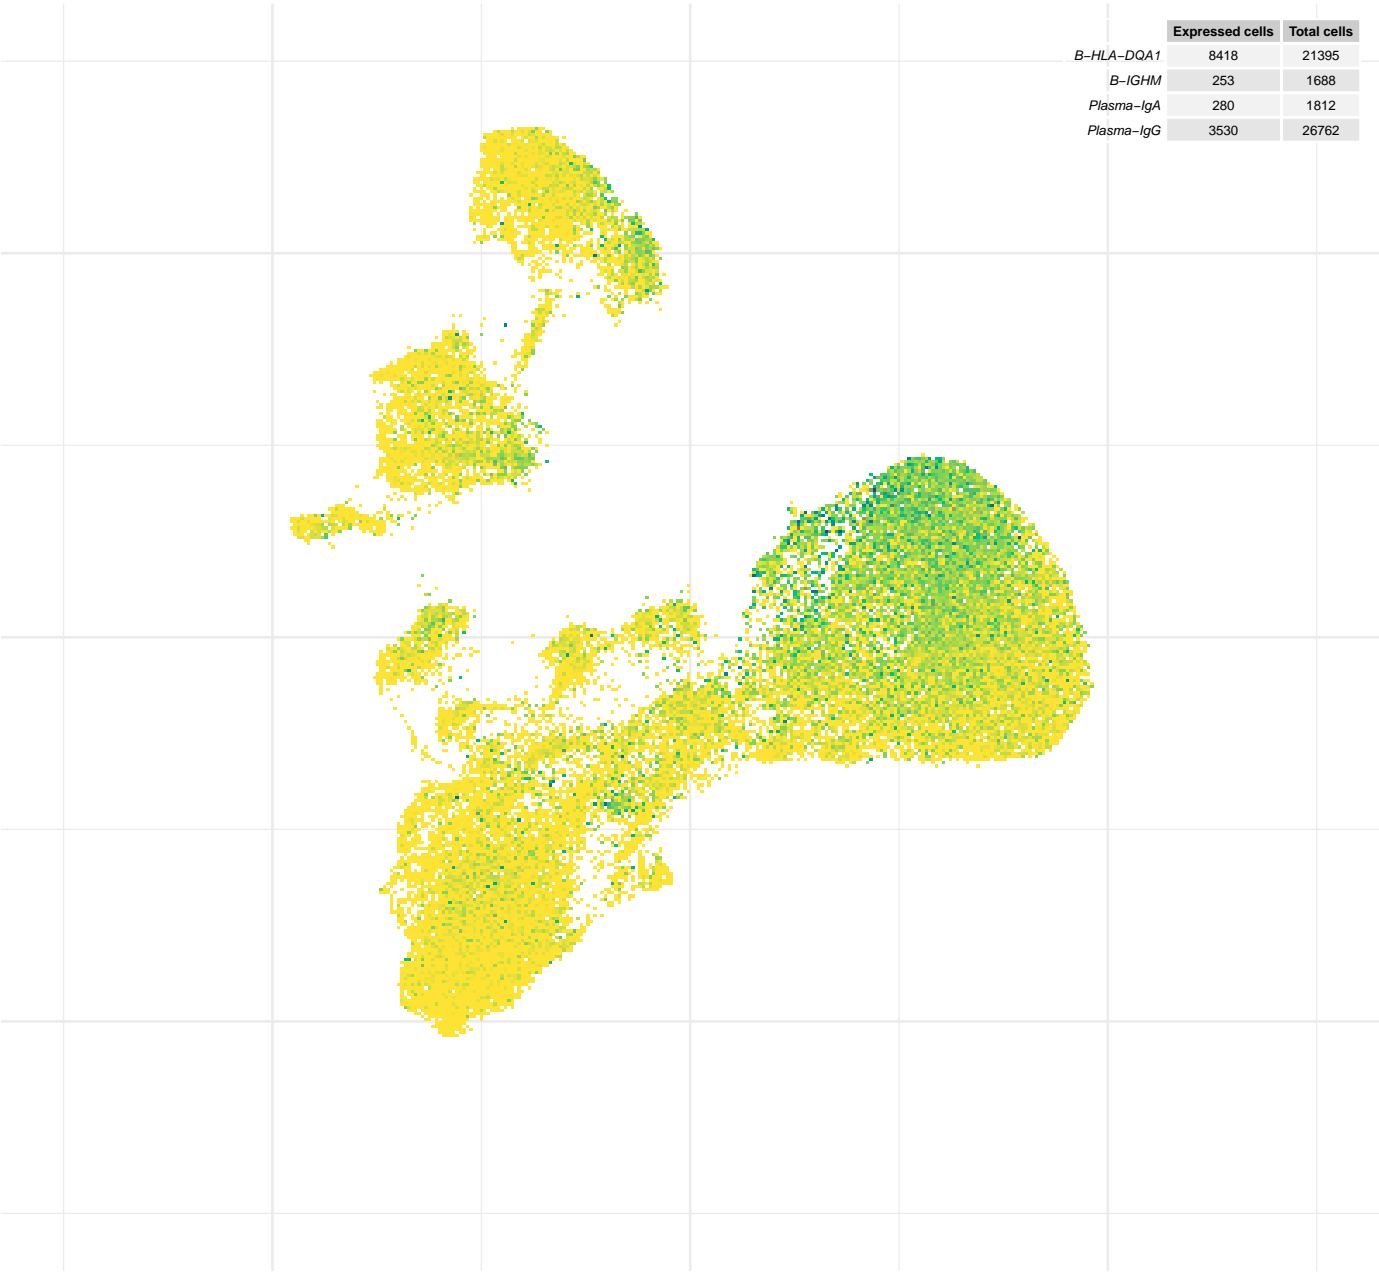 Expressed cells Total cells
B-HLA-DQA1 8418 21395
B-IGHM 253 1688
Plasma-IgA 280 1812
Plasma-IgG 3530 26762